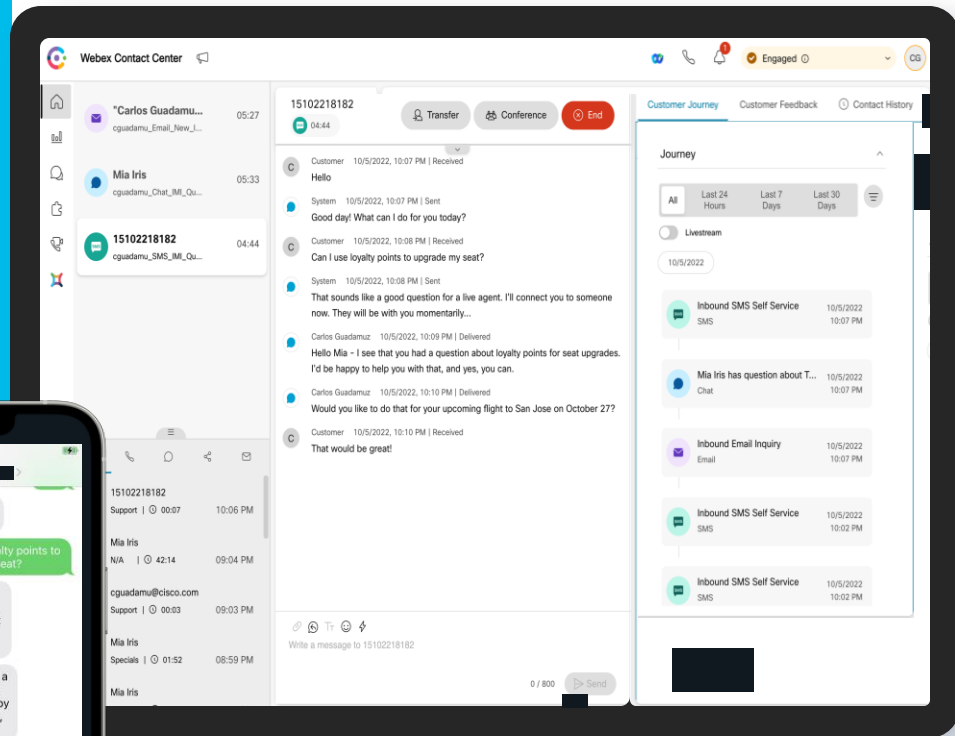 Webex Contact Center
1
Engaged
CG
"Carlos Guadamu...
05:27
cguadamu_Email_New_I...
Mia Iris
05:33
cguadamu_Chat_IMI_Qu...
15102218182
04:44
cguadamu_SMS_IMI_Qu...
15102218182
04:44
Transfer
Conference
End
C
Customer 10/5/2022, 10:07 PM | Received
Hello
System 10/5/2022, 10:07 PM | Sent
Good day! What can I do for you today?
C
Customer 10/5/2022, 10:08 PM | Received
Can I use loyalty points to upgrade my seat?
System 10/5/2022, 10:08 PM | Sent
That sounds like a good question for a live agent. I'll connect you to someone
now. They will be with you momentarily...
Carlos Guadamuz 10/5/2022, 10:09 PM | Delivered
Hello Mia - I see that you had a question about loyalty points for seat upgrades.
I'd be happy to help you with that, and yes, you can.
Carlos Guadamuz 10/5/2022, 10:10 PM | Delivered
Would you like to do that for your upcoming flight to San Jose on October 27?
C
Customer 10/5/2022, 10:10 PM | Received
That would be great!
Tт
Write a message to 15102218182
0 / 800
Send
Customer Journey
Customer Feedback
Contact History
Journey
All
Last 24
Hours
Last 7
Days
Last 30
Days
Livestream
10/5/2022
Inbound SMS Self Service
10/5/2022
SMS
10:07 PM
Mia Iris has question about T...
10/5/2022
Chat
10:07 PM
Inbound Email Inquiry
10/5/2022
Email
10:07 PM
Inbound SMS Self Service
10/5/2022
SMS
10:02 PM
Inbound SMS Self Service
10/5/2022
SMS
10:02 PM
15102218182
Support | 00:07
10:06 PM
Mia Iris
N/A | 42:14
09:04 PM
cguadamu@cisco.com
Support | 00:03
09:03 PM
Mia Iris
Specials | 01:52
08:59 PM
Mia Iris
lty points to
eat?
a